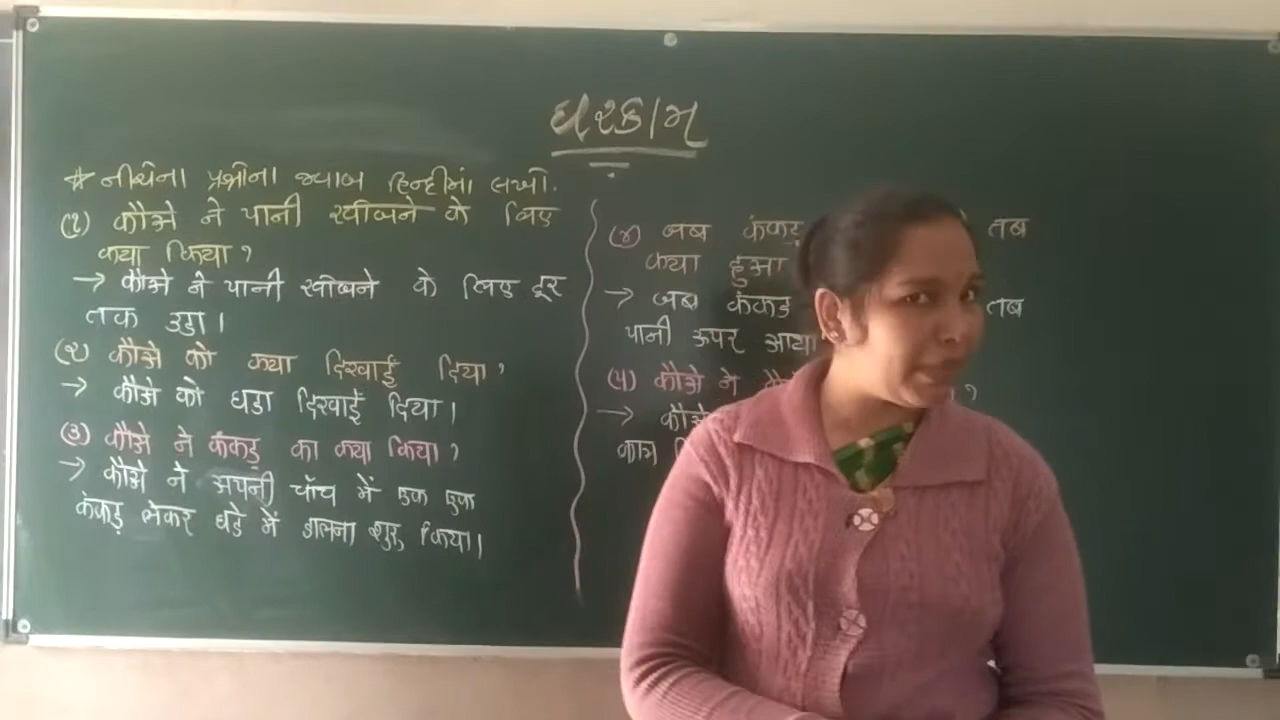 ઘરકામ
* નીચેના પ્રશ્નોના જવાબ હિન્દીમાં લખો.
(१) कौअे ने पानी खोजने के लिए
क्या किया?
→ कौअे ने पानी खोजने के लिए दूर
तक उडा।
(२) कौअे को क्या दिखाई दिया?
→ कौअे को घडा दिखाई दिया।
(३) कौअे ने कंकड़ का क्या किया?
→ कौअे ने अपनी चोंच में एक एक
कंकड़ लेकर घडे में डालना शुरू किया।
(४) जब कंकड़ तब
क्या हुआ
→ जब कंकड तब
पानी ऊपर आया
(५) कौअे ने ?
→ कौअे